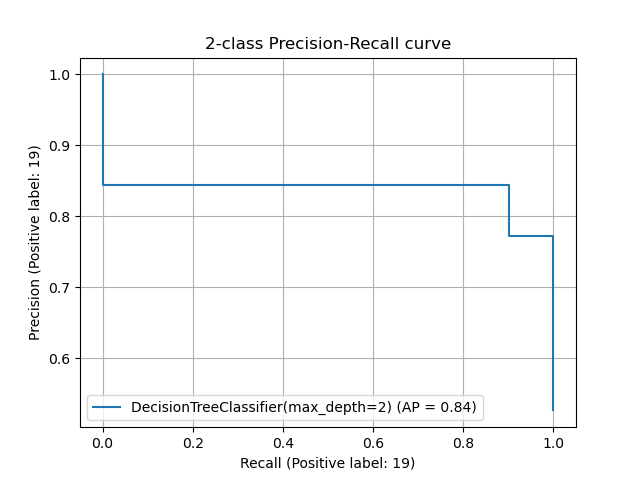 2-class Precision-Recall curve
1.0
0.9
0.8
0.7
0.6
Precision (Positive label: 19)
DecisionTreeClassifier(max_depth=2) (AP = 0.84)
0.0 0.2 0.4 0.6 0.8 1.0
Recall (Positive label: 19)